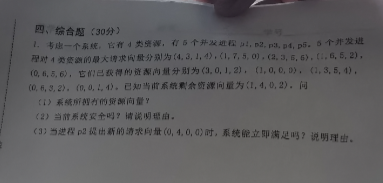 四、综合题（30分）
1. 考虑一个系统，它有4类资源，有5个并发进程 p1,p2,p3,p4,p5，5个并发进
程对4类资源的最大请求向量分别为(4,2,1,4),(1,7,5,0),(2,3,5,6),(1,6,5,2),
(0,6,5,6)，它们已获得的资源向量分别为(3,0,1,2)，(1,0,0,0)，(1,3,5,4)，
(0,6,3,2)，(0,0,1,4)，已知当前系统剩余资源向量为(1,4,0,2)，问
（1）系统所拥有的资源向量？
（2）当前系统安全吗？请说明理由。
（3）当进程p2提出新的请求向量(0,4,0,0)时，系统能立即满足吗？说明理由。